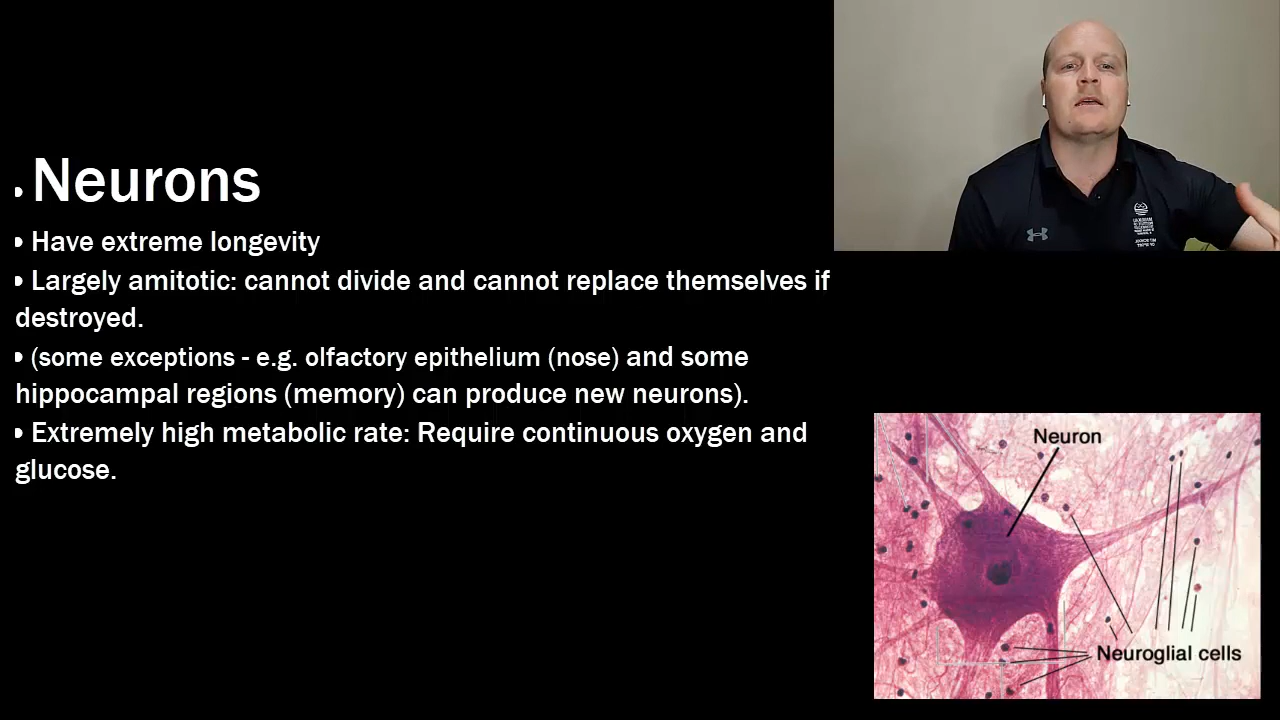 • Neurons
• Have extreme longevity
• Largely amitotic: cannot divide and cannot replace themselves if
destroyed.
• (some exceptions - e.g. olfactory epithelium (nose) and some
hippocampal regions (memory) can produce new neurons).
• Extremely high metabolic rate: Require continuous oxygen and
glucose.
Neuron
Neuroglial cells